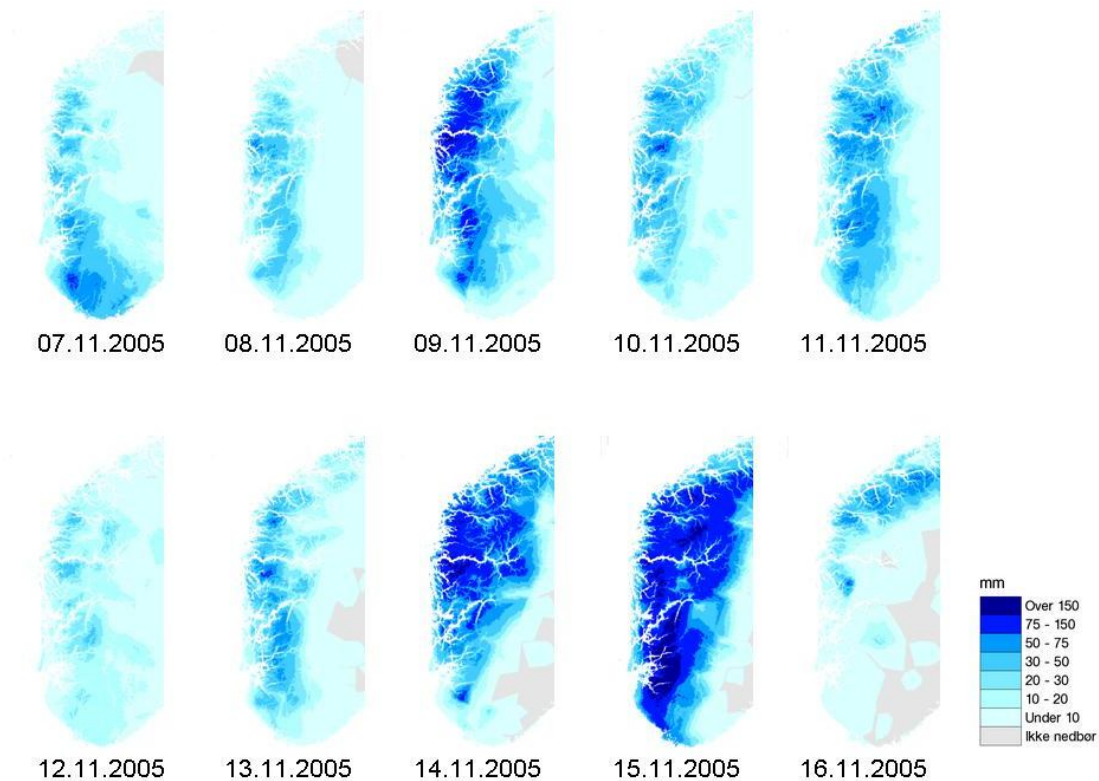 07.11.2005
08.11.2005
09.11.2005
10.11.2005
11.11.2005
12.11.2005
13.11.2005
14.11.2005
15.11.2005
16.11.2005
mm
Over 150
75 - 150
50 - 75
30 - 50
20 - 30
10 - 20
Under 10
Ikke nedbør